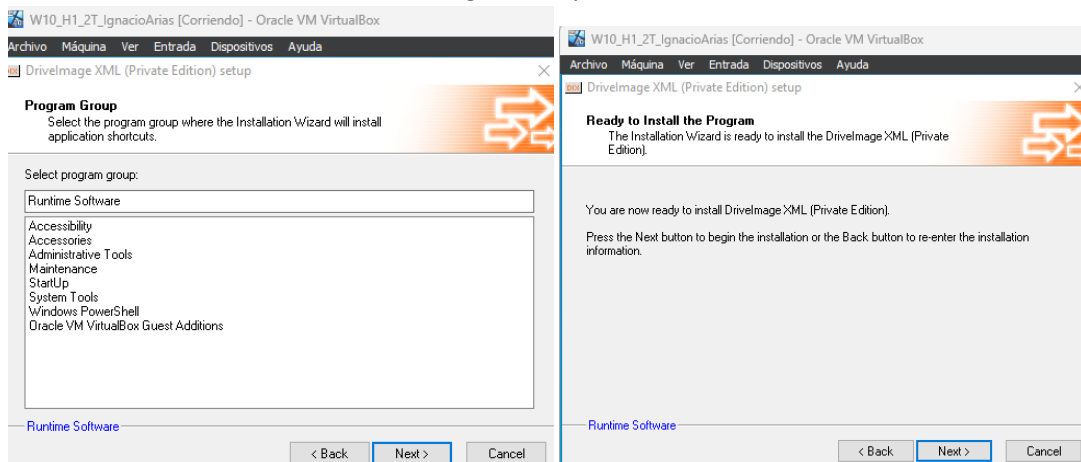 W10_H1_2T_IgnacioArias [Corriendo] - Oracle VM VirtualBox
Archivo Máquina Ver Entrada Dispositivos Ayuda
DriveImage XML (Private Edition) setup
Program Group
Select the program group where the Installation Wizard will install
application shortcuts.
Select program group:
Runtime Software
Accessibility
Accessories
Administrative Tools
Maintenance
StartUp
System Tools
Windows PowerShell
Oracle VM VirtualBox Guest Additions
Runtime Software
< Back Next > Cancel
W10_H1_2T_IgnacioArias [Corriendo] - Oracle VM VirtualBox
Archivo Máquina Ver Entrada Dispositivos Ayuda
DriveImage XML (Private Edition) setup
Ready to Install the Program
The Installation Wizard is ready to install the DriveImage XML (Private
Edition).
You are now ready to install DriveImage XML (Private Edition).
Press the Next button to begin the installation or the Back button to re-enter the installation
information.
Runtime Software
< Back Next > Cancel